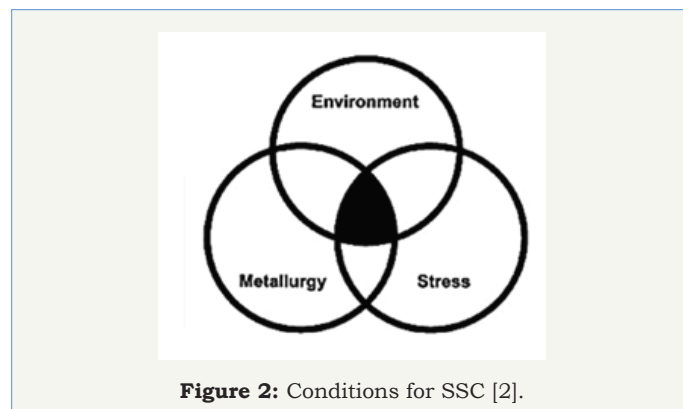 Environment
Metallurgy
Stress
Figure 2: Conditions for SSC [2].